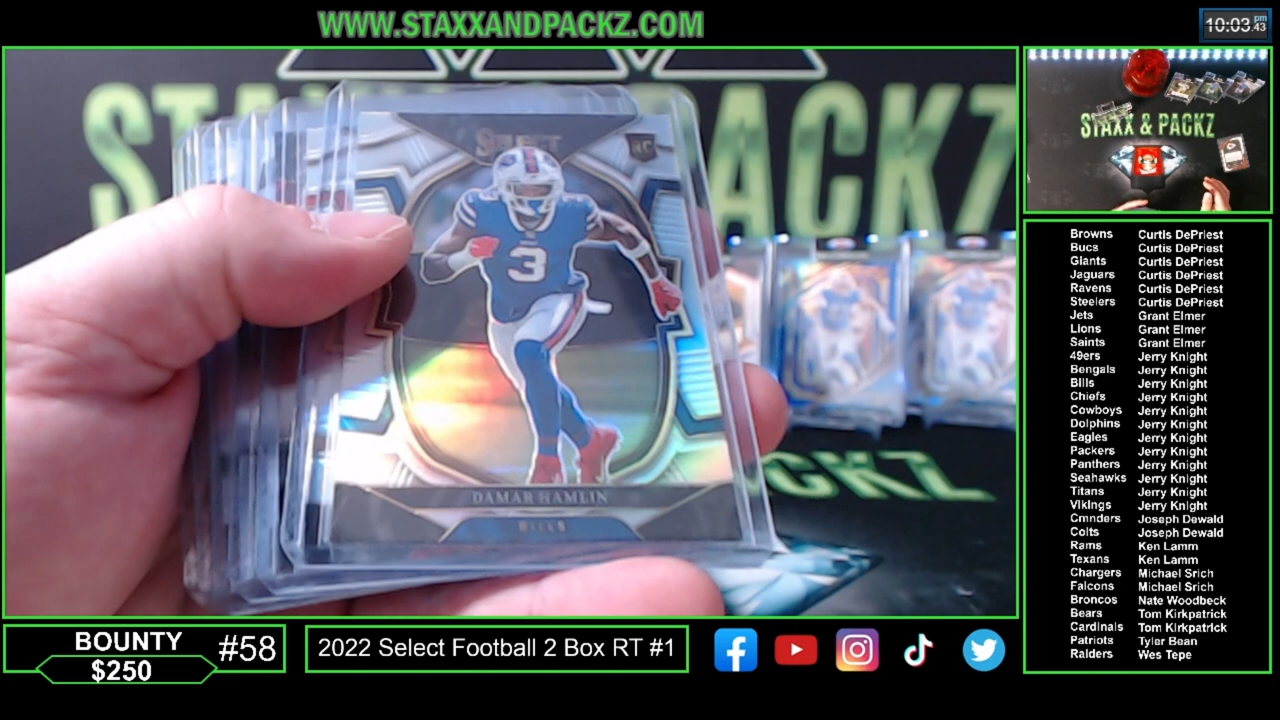 WWW.STAXXANDPACKZ.COM
10:03 pm .43
STAXX & PACKZ
SELECT
RC
3
DAMAR HAMLIN
BILLS
CKZ
STAXX & PACKZ
Browns Curtis DePriest
Bucs Curtis DePriest
Giants Curtis DePriest
Jaguars Curtis DePriest
Ravens Curtis DePriest
Steelers Curtis DePriest
Jets Grant Elmer
Lions Grant Elmer
Saints Grant Elmer
49ers Jerry Knight
Bengals Jerry Knight
Bills Jerry Knight
Chiefs Jerry Knight
Cowboys Jerry Knight
Dolphins Jerry Knight
Eagles Jerry Knight
Packers Jerry Knight
Panthers Jerry Knight
Seahawks Jerry Knight
Titans Jerry Knight
Vikings Jerry Knight
Cmnders Joseph Dewald
Colts Joseph Dewald
Rams Ken Lamm
Texans Ken Lamm
Chargers Michael Srich
Falcons Michael Srich
Broncos Nate Woodbeck
Bears Tom Kirkpatrick
Cardinals Tom Kirkpatrick
Patriots Tyler Bean
Raiders Wes Tepe
BOUNTY
$250
#58
2022 Select Football 2 Box RT #1